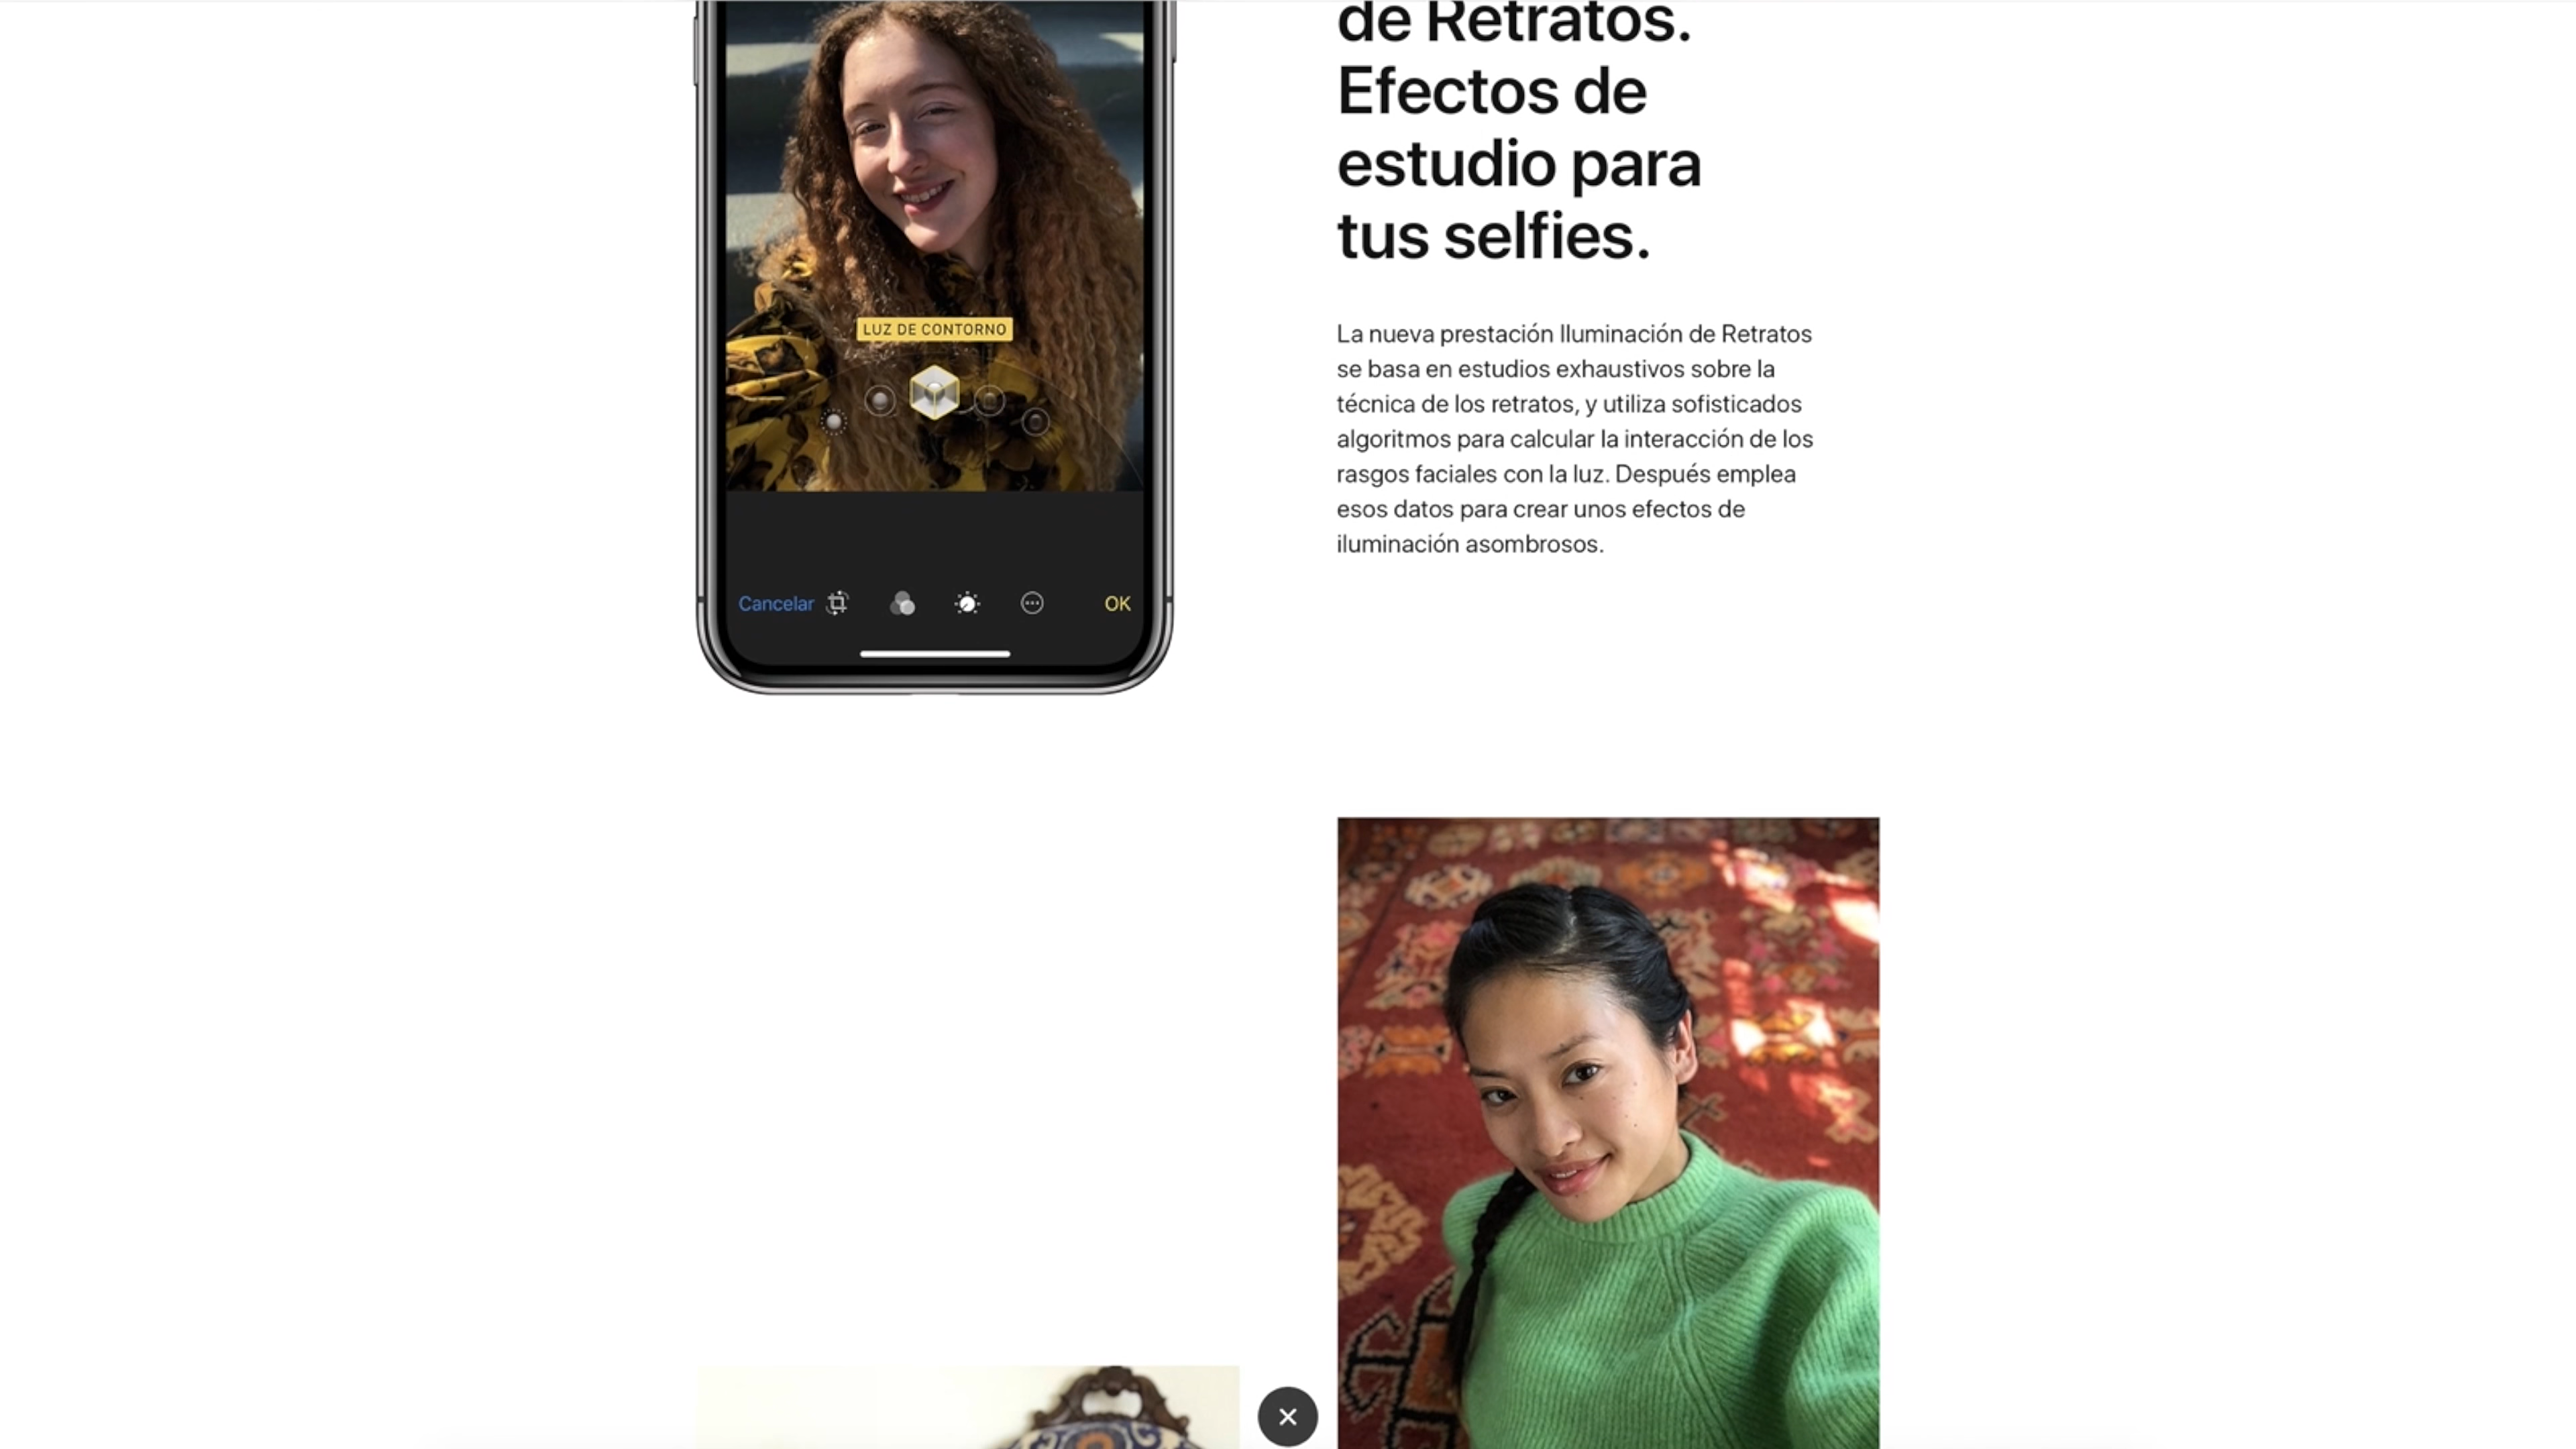 de Retratos.
Efectos de
estudio para
tus selfies.
La nueva prestación Iluminación de Retratos
se basa en estudios exhaustivos sobre la
técnica de los retratos, y utiliza sofisticados
algoritmos para calcular la interacción de los
rasgos faciales con la luz. Después emplea
esos datos para crear unos efectos de
iluminación asombrosos.
LUZ DE CONTORNO
Cancelar
OK